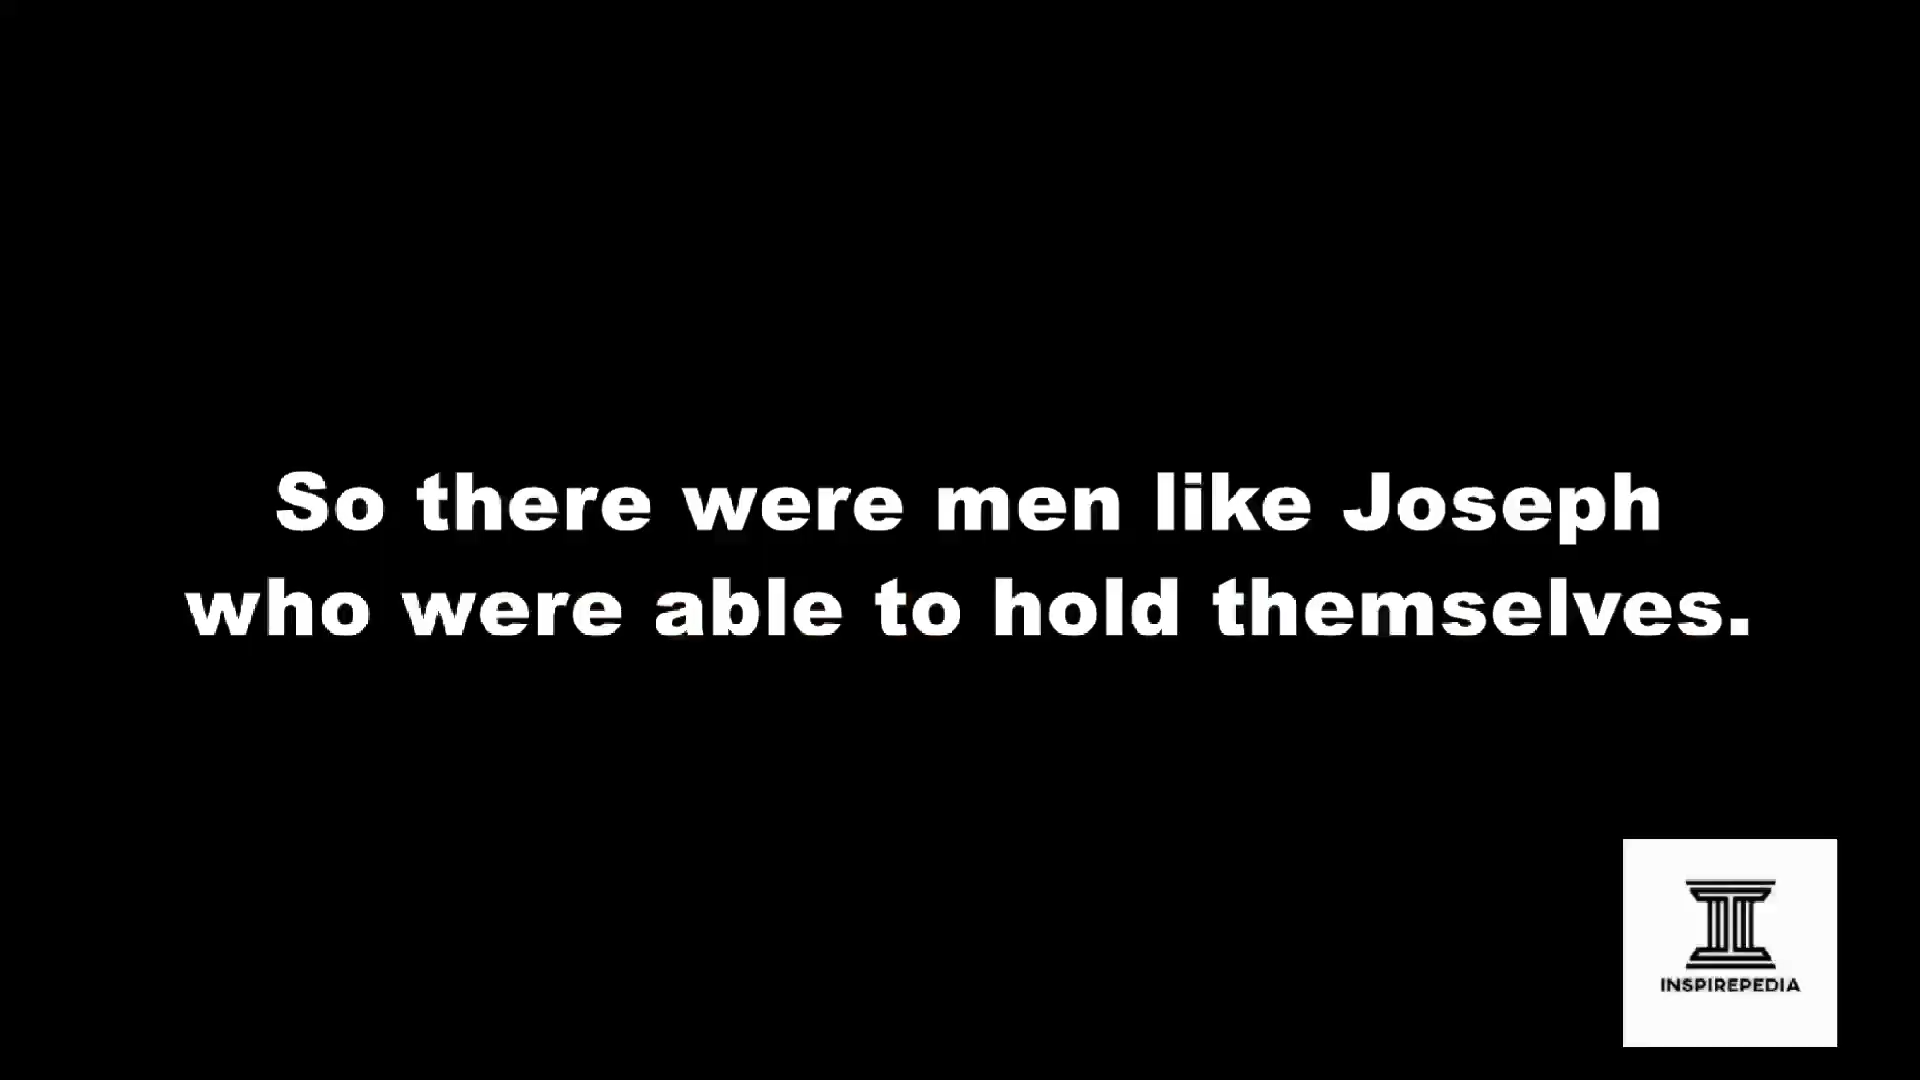 So there were men like Joseph
who were able to hold themselves.
INSPIREPEDIA